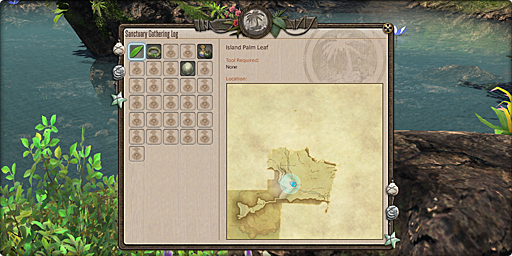 Sanctuary Gathering Log
Island Palm Leaf
Tool Required:
None
Location: